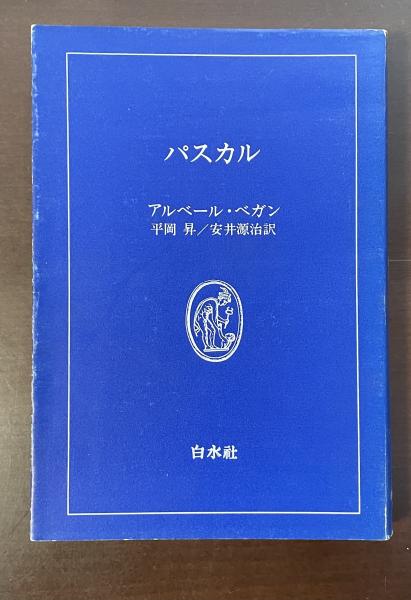 パスカル
アルベール・ベガン
平岡 昇／安井源治訳
白水社